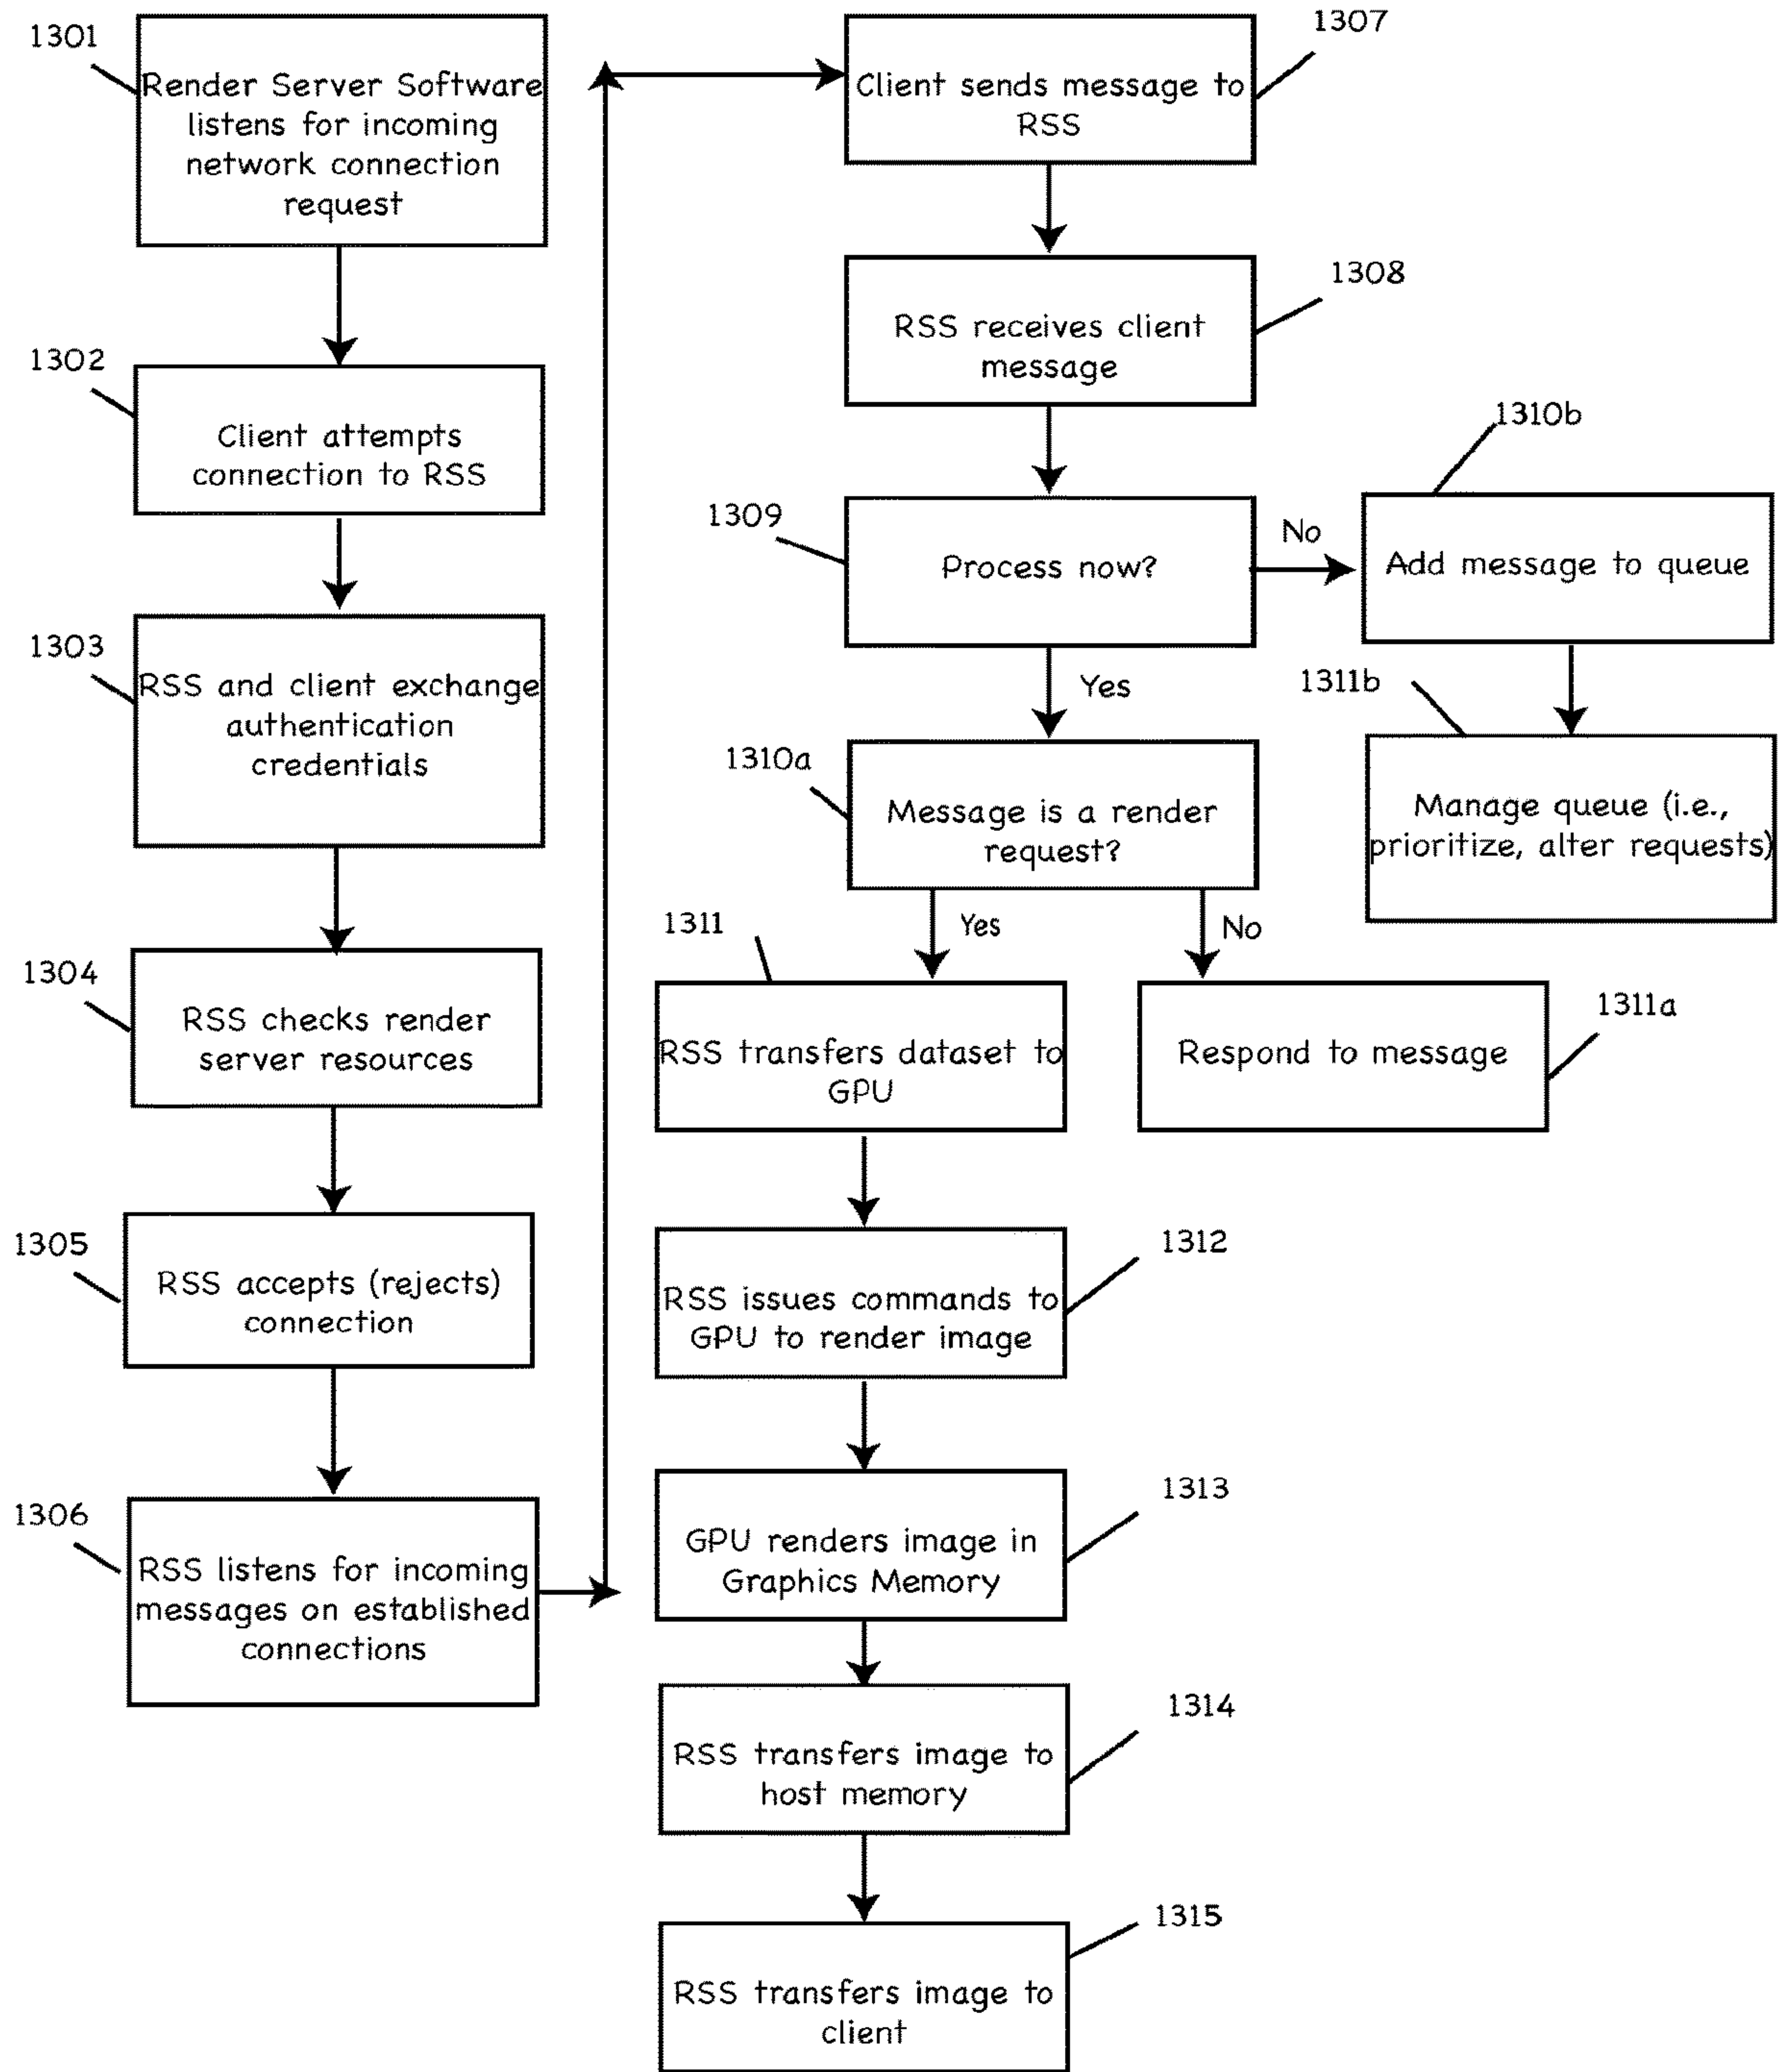 1301
Render Server Software
listens for incoming
network connection
request
1302
Client attempts
connection to RSS
1303
RSS and client exchange
authentication
credentials
1304
RSS checks render
server resources
1305
RSS accepts (rejects)
connection
1306
RSS listens for incoming
messages on established
connections
1307
Client sends message to
RSS
1308
RSS receives client
message
1309
Process now?
No
1310b
Add message to queue
1311b
Manage queue (i.e.,
prioritize, alter requests)
Yes
1310a
Message is a render
request?
Yes
No
1311
RSS transfers dataset to
GPU
1311a
Respond to message
1312
RSS issues commands to
GPU to render image
1313
GPU renders image in
Graphics Memory
1314
RSS transfers image to
host memory
1315
RSS transfers image to
client